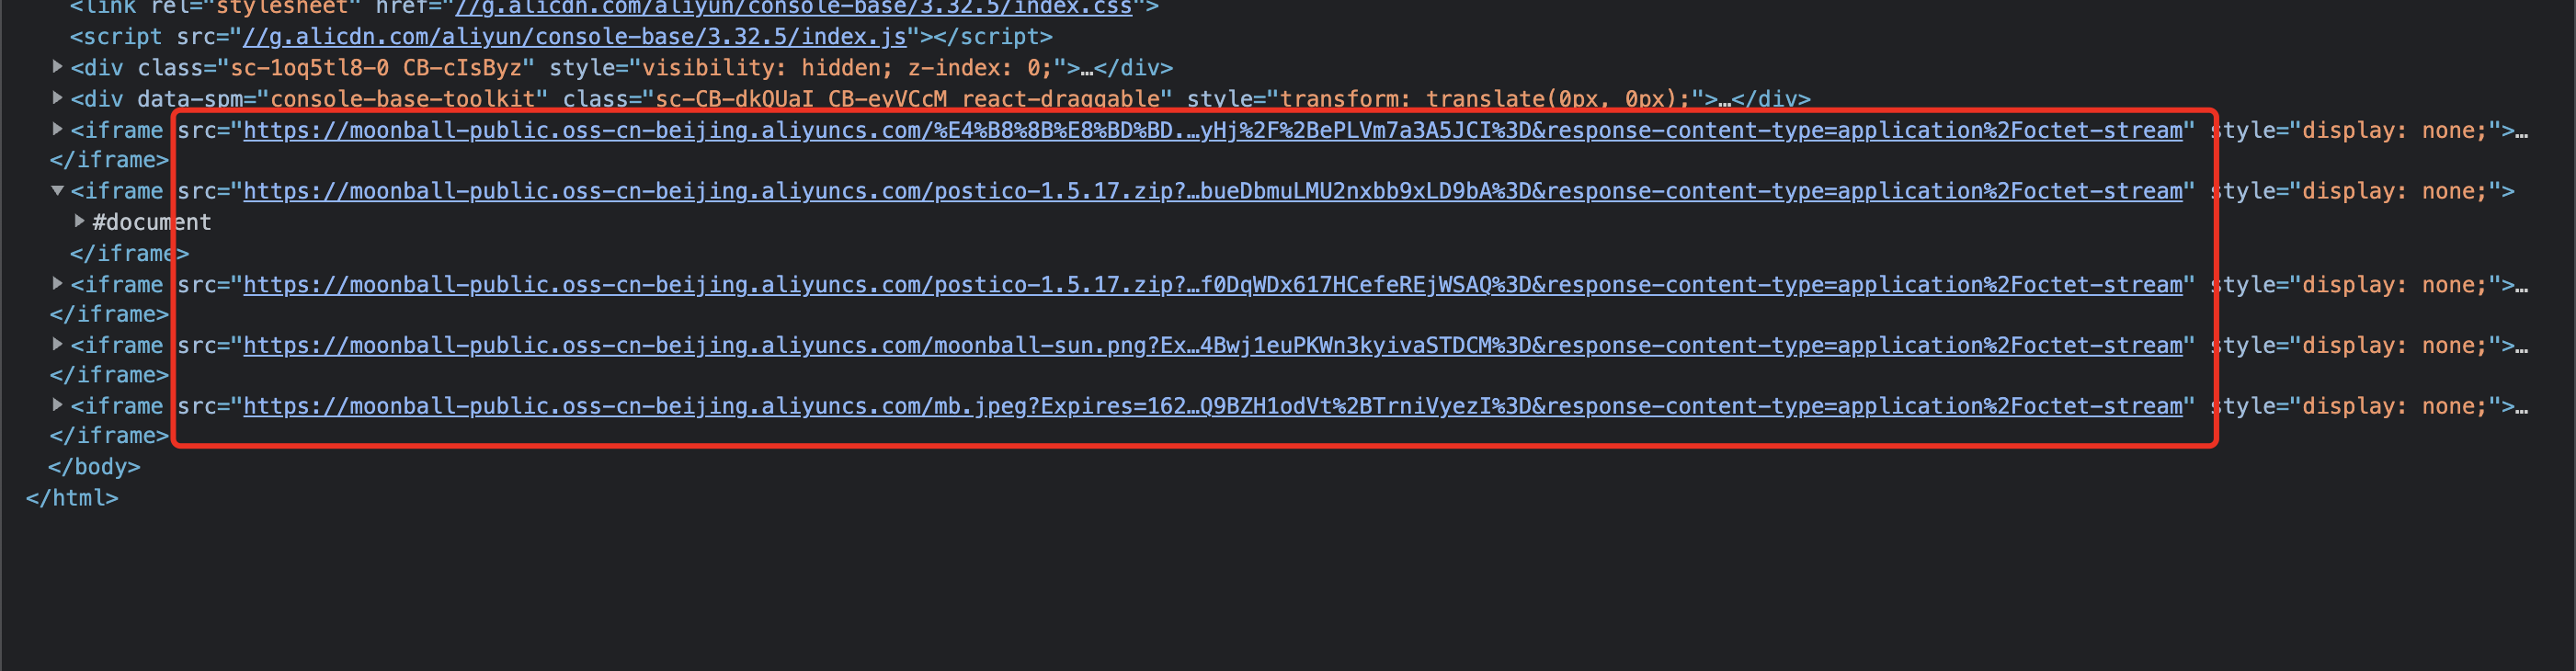 <link rel="stylesheet" href="//g.alicdn.com/aliyun/console-base/3.32.5/index.css">
<script src="//g.alicdn.com/aliyun/console-base/3.32.5/index.js"></script>
<div class="sc-1oq5tl8-0 CB-cIsByz" style="visibility: hidden; z-index: 0;">…</div>
<div data-spm="console-base-toolkit" class="sc-CB-dkQUaI CB-eyVCcM react-draggable" style="transform: translate(0px, 0px);">…</div>
<iframe src="https://moonball-public.oss-cn-beijing.aliyuncs.com/%E4%B8%8B%E8%BD%BD.…yHj%2F%2BePLVm7a3A5JCI%3D&response-content-type=application%2Foctet-stream" style="display: none;">…
</iframe>
<iframe src="https://moonball-public.oss-cn-beijing.aliyuncs.com/postico-1.5.17.zip?…bueDbmuLMU2nxbb9xLD9bA%3D&response-content-type=application%2Foctet-stream" style="display: none;">
#document
</iframe>
<iframe src="https://moonball-public.oss-cn-beijing.aliyuncs.com/postico-1.5.17.zip?…f0DqWDx617HCefeREjWSAQ%3D&response-content-type=application%2Foctet-stream" style="display: none;">…
</iframe>
<iframe src="https://moonball-public.oss-cn-beijing.aliyuncs.com/moonball-sun.png?Ex…4Bwj1euPKWn3kyivaSTDCM%3D&response-content-type=application%2Foctet-stream" style="display: none;">…
</iframe>
<iframe src="https://moonball-public.oss-cn-beijing.aliyuncs.com/mb.jpeg?Expires=162…Q9BZH1odVt%2BTrniVyezI%3D&response-content-type=application%2Foctet-stream" style="display: none;">…
</iframe>
</body>
</html>